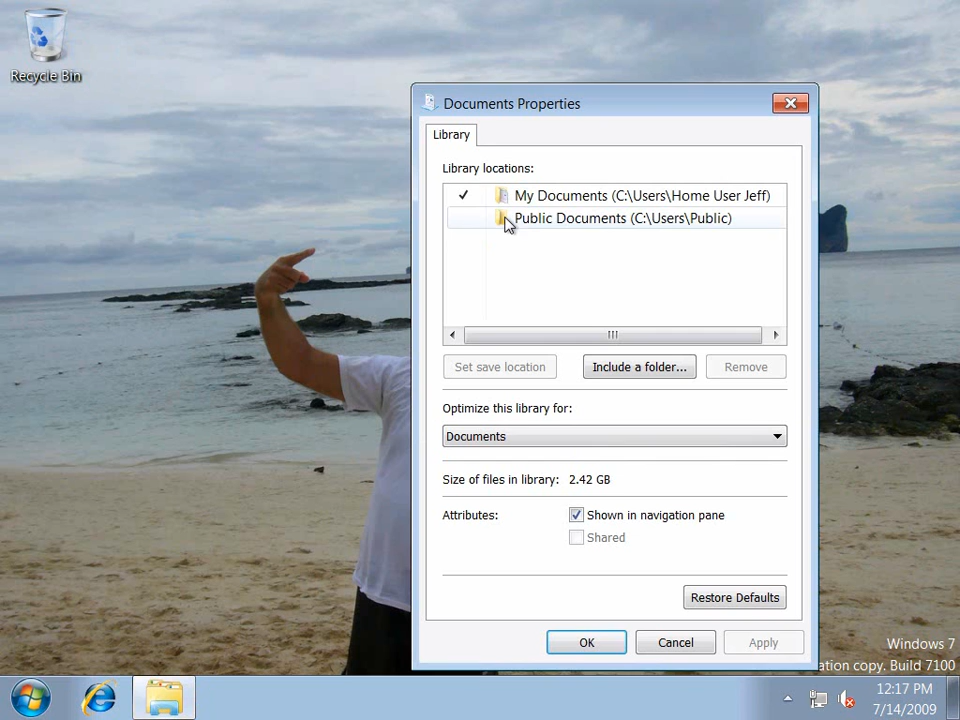 Recycle Bin
Documents Properties
Library
Library locations:
My Documents (C:\Users\Home User Jeff)
Public Documents (C:\Users\Public)
Set save location
Include a folder...
Remove
Optimize this library for:
Documents
Size of files in library: 2.42 GB
Attributes:
Shown in navigation pane
Shared
Restore Defaults
OK
Cancel
Apply
Windows 7
copy. Build 7100
12:17 PM
7/14/2009